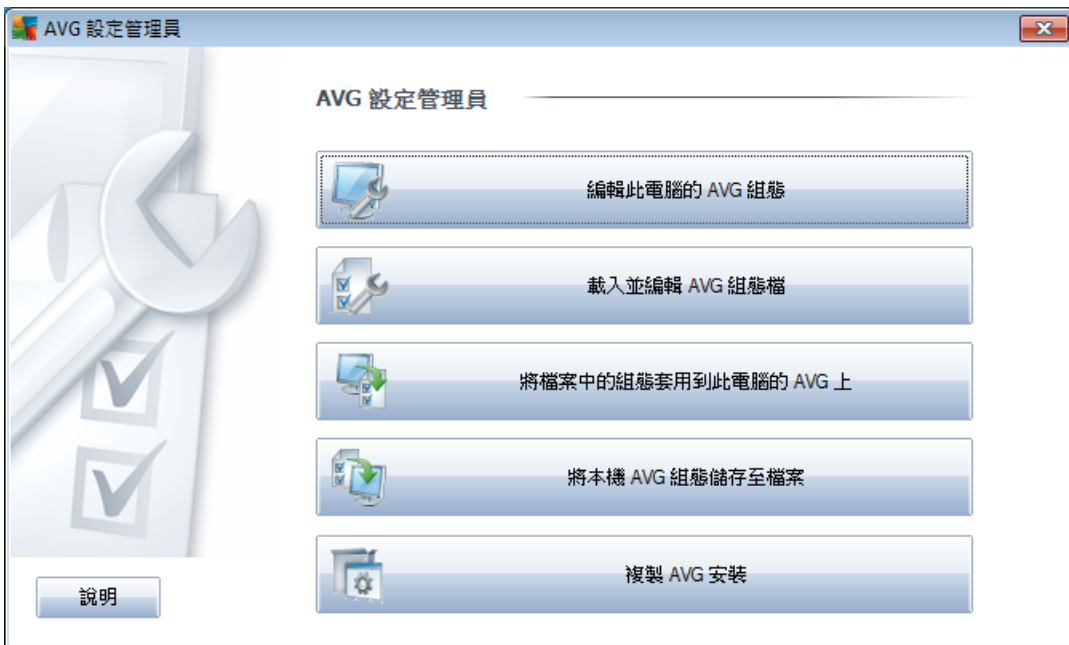 AVG 設定管理員
AVG 設定管理員
編輯此電腦的 AVG 組態
載入並編輯 AVG 組態檔
將檔案中的組態套用到此電腦的 AVG 上
將本機 AVG 組態儲存至檔案
複製 AVG 安裝
說明